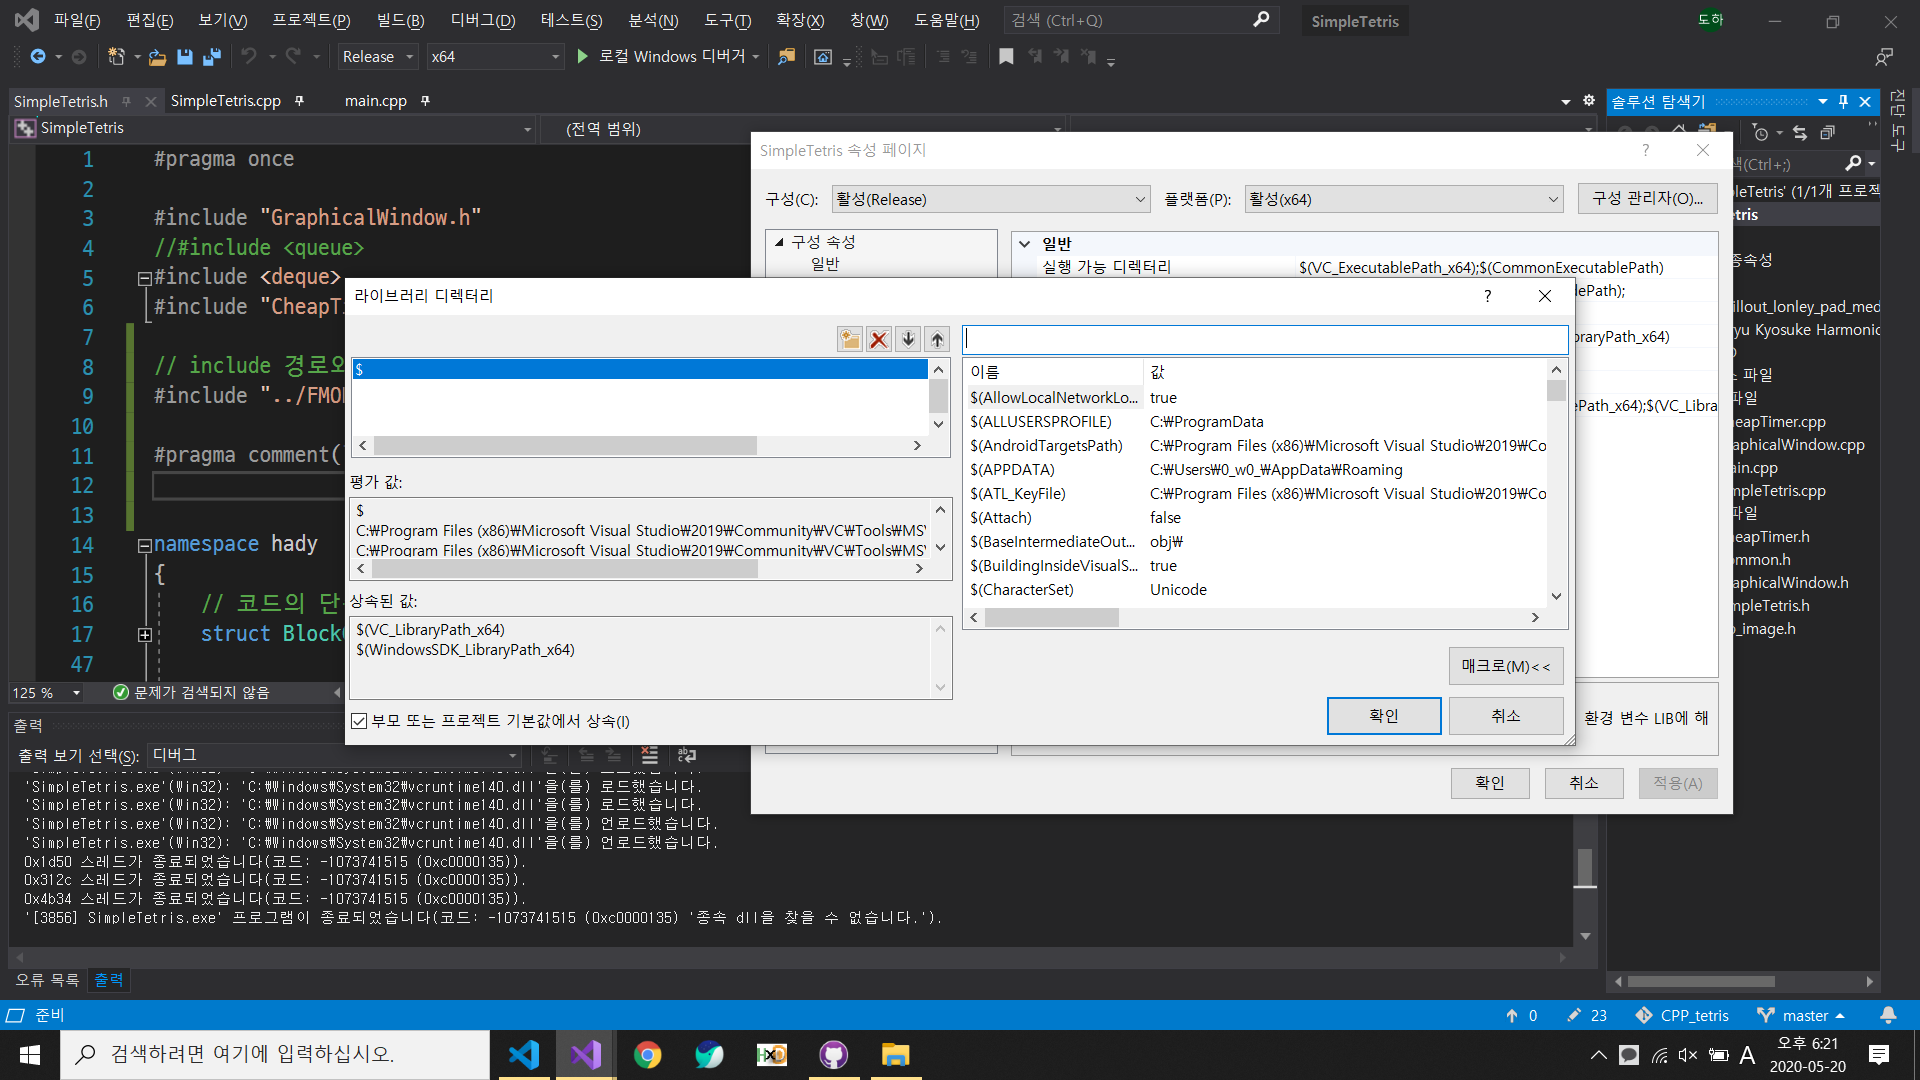 파일(F) 편집(E) 보기(V) 프로젝트(P) 빌드(B) 디버그(D) 테스트(S) 분석(N) 도구(T) 확장(X) 창(W) 도움말(H) 검색 (Ctrl+Q) SimpleTetris 도하
Release x64 로컬 Windows 디버거
SimpleTetris.h SimpleTetris.cpp main.cpp
SimpleTetris (전역 범위)
1 #pragma once
2
3 #include "GraphicalWindow.h"
4 //#include <queue>
5 #include <deque>
6 #include "CheapTi
7
8 // include 경로와
9 #include "../FMOD
10
11 #pragma comment(
12
13
14 namespace hady
15 {
16 // 코드의 단
17 struct Block
47
125 % 문제가 검색되지 않음
솔루션 탐색기
진단 도구
색(Ctrl+;)
pleTetris' (1/1개 프로젝
etris
종속성
illout_lonley_pad_med
yu Kyosuke Harmonic
파일
파일
eapTimer.cpp
aphicalWindow.cpp
ain.cpp
mpleTetris.cpp
파일
eapTimer.h
ommon.h
aphicalWindow.h
mpleTetris.h
_image.h
SimpleTetris 속성 페이지 ?
구성(C): 활성(Release) 플랫폼(P): 활성(x64) 구성 관리자(O)...
구성 속성
일반
일반
실행 가능 디렉터리 $(VC_ExecutablePath_x64);$(CommonExecutablePath)
dePath);
braryPath_x64)
ePath_x64);$(VC_Libra
환경 변수 LIB에 해
확인 취소 적용(A)
라이브러리 디렉터리 ?
$
평가 값:
$
C:₩Program Files (x86)₩Microsoft Visual Studio₩2019₩Community₩VC₩Tools₩MS
C:₩Program Files (x86)₩Microsoft Visual Studio₩2019₩Community₩VC₩Tools₩MS
상속된 값:
$(VC_LibraryPath_x64)
$(WindowsSDK_LibraryPath_x64)
부모 또는 프로젝트 기본값에서 상속(I)
이름 값
$(AllowLocalNetworkLo... true
$(ALLUSERSPROFILE) C:₩ProgramData
$(AndroidTargetsPath) C:₩Program Files (x86)₩Microsoft Visual Studio₩2019₩Co
$(APPDATA) C:₩Users₩0_w0_₩AppData₩Roaming
$(ATL_KeyFile) C:₩Program Files (x86)₩Microsoft Visual Studio₩2019₩Co
$(Attach) false
$(BaseIntermediateOut... obj₩
$(BuildingInsideVisualS... true
$(CharacterSet) Unicode
매크로(M)<<
확인 취소
출력
출력 보기 선택(S): 디버그
'SimpleTetris.exe'(Win32): 'C:₩Windows₩System32₩vcruntime140.dll'을(를) 로드했습니다.
'SimpleTetris.exe'(Win32): 'C:₩Windows₩System32₩vcruntime140.dll'을(를) 로드했습니다.
'SimpleTetris.exe'(Win32): 'C:₩Windows₩System32₩vcruntime140.dll'을(를) 언로드했습니다.
'SimpleTetris.exe'(Win32): 'C:₩Windows₩System32₩vcruntime140.dll'을(를) 언로드했습니다.
0x1d50 스레드가 종료되었습니다(코드: -1073741515 (0xc0000135)).
0x312c 스레드가 종료되었습니다(코드: -1073741515 (0xc0000135)).
0x4b34 스레드가 종료되었습니다(코드: -1073741515 (0xc0000135)).
'[3856] SimpleTetris.exe' 프로그램이 종료되었습니다(코드: -1073741515 (0xc0000135) '종속 dll을 찾을 수 없습니다.').
오류 목록 출력
준비 0 23 CPP_tetris master
검색하려면 여기에 입력하십시오.
HxD
A 오후 6:21
2020-05-20